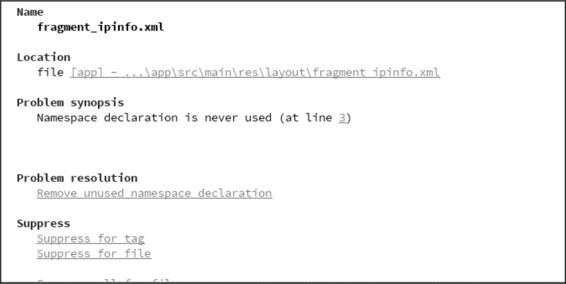 Name
fragment_ipinfo.xml
Location
file [app] - ...\app\src\main\res\layout\fragment_ipinfo.xml
Problem synopsis
Namespace declaration is never used (at line 3)
Problem resolution
Remove unused namespace declaration
Suppress
Suppress for tag
Suppress for file